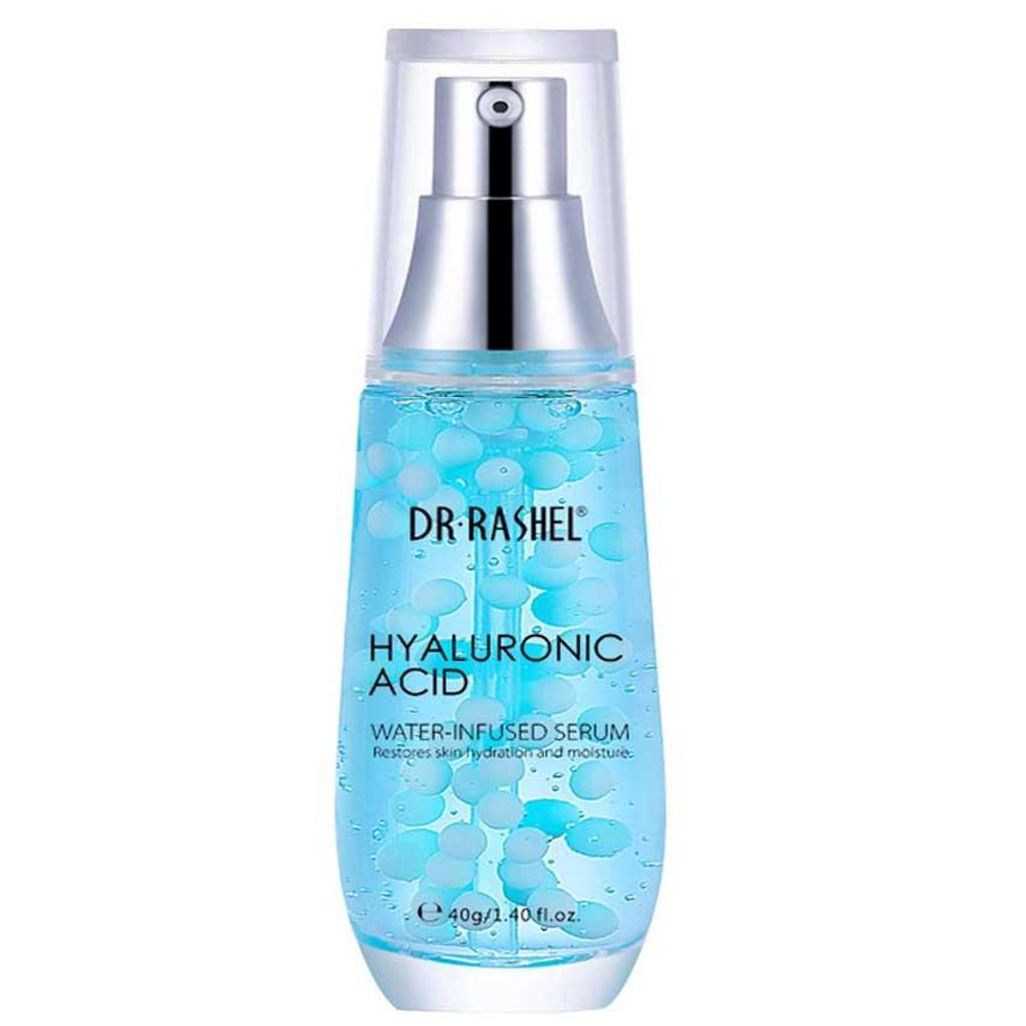 DR·RASHEL®
HYALURONIC
ACID
WATER-INFUSED SERUM
Restores skin hydration and moisture.
℮ 40g/1.40 fl.oz.